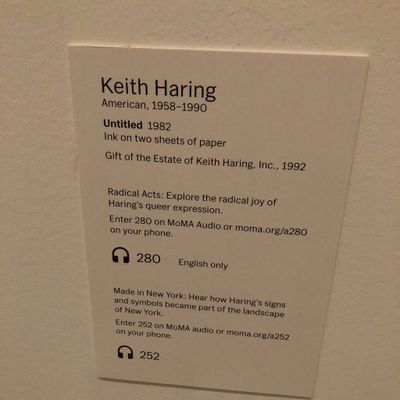 Keith Haring
American, 1958–1990
Untitled 1982
Ink on two sheets of paper
Gift of the Estate of Keith Haring, Inc., 1992
Radical Acts: Explore the radical joy of
Haring's queer expression.
Enter 280 on MoMA Audio or moma.org/a280
on your phone.
280 English only
Made in New York: Hear how Haring's signs
and symbols became part of the landscape
of New York.
Enter 252 on MoMA audio or moma.org/a252
on your phone.
252